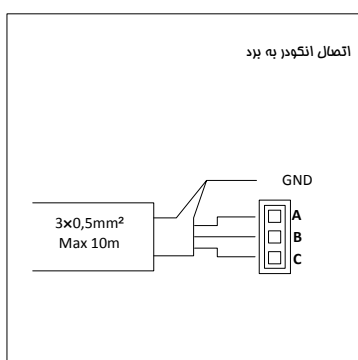 اتصال انکودر به برد
GND
3×0,5mm²
Max 10m
A
B
C